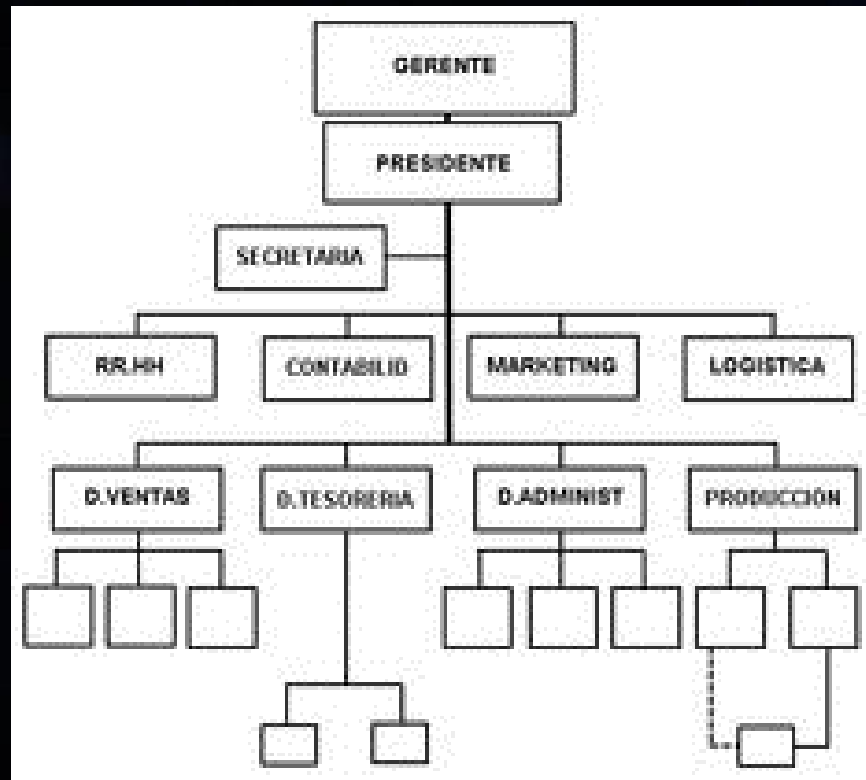 GERENTE
PRESIDENTE
SECRETARIA
RR.HH
CONTABILID
MARKETING
LOGISTICA
D.VENTAS
D.TESORERIA
D.ADMINIST
PRODUCCION